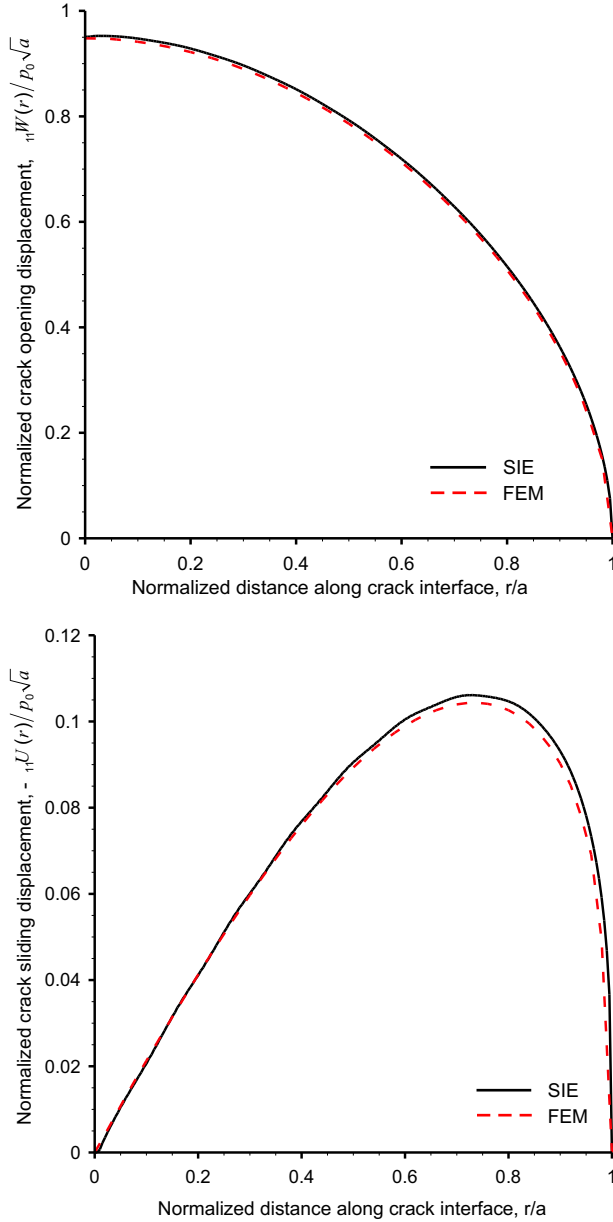 Normalized crack opening displacement, ₁₁W(r)/p₀√a
1
0.8
0.6
0.4
0.2
0
0 0.2 0.4 0.6 0.8 1
SIE
FEM
Normalized distance along crack interface, r/a
Normalized crack sliding displacement, - ₁₁U(r)/p₀√a
0.12
0.1
0.08
0.06
0.04
0.02
0
0 0.2 0.4 0.6 0.8 1
SIE
FEM
Normalized distance along crack interface, r/a